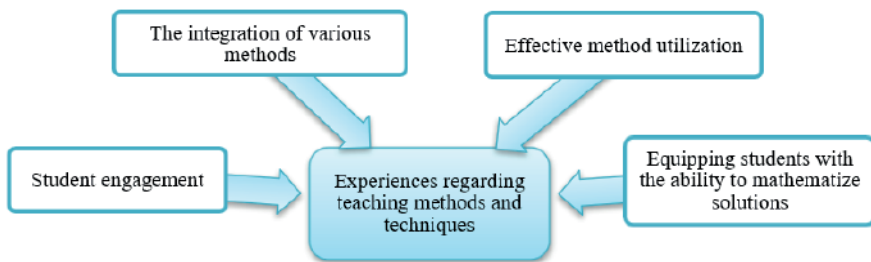 The integration of various
methods
Effective method utilization
Student engagement
Experiences regarding
teaching methods and
techniques
Equipping students with
the ability to mathematize
solutions